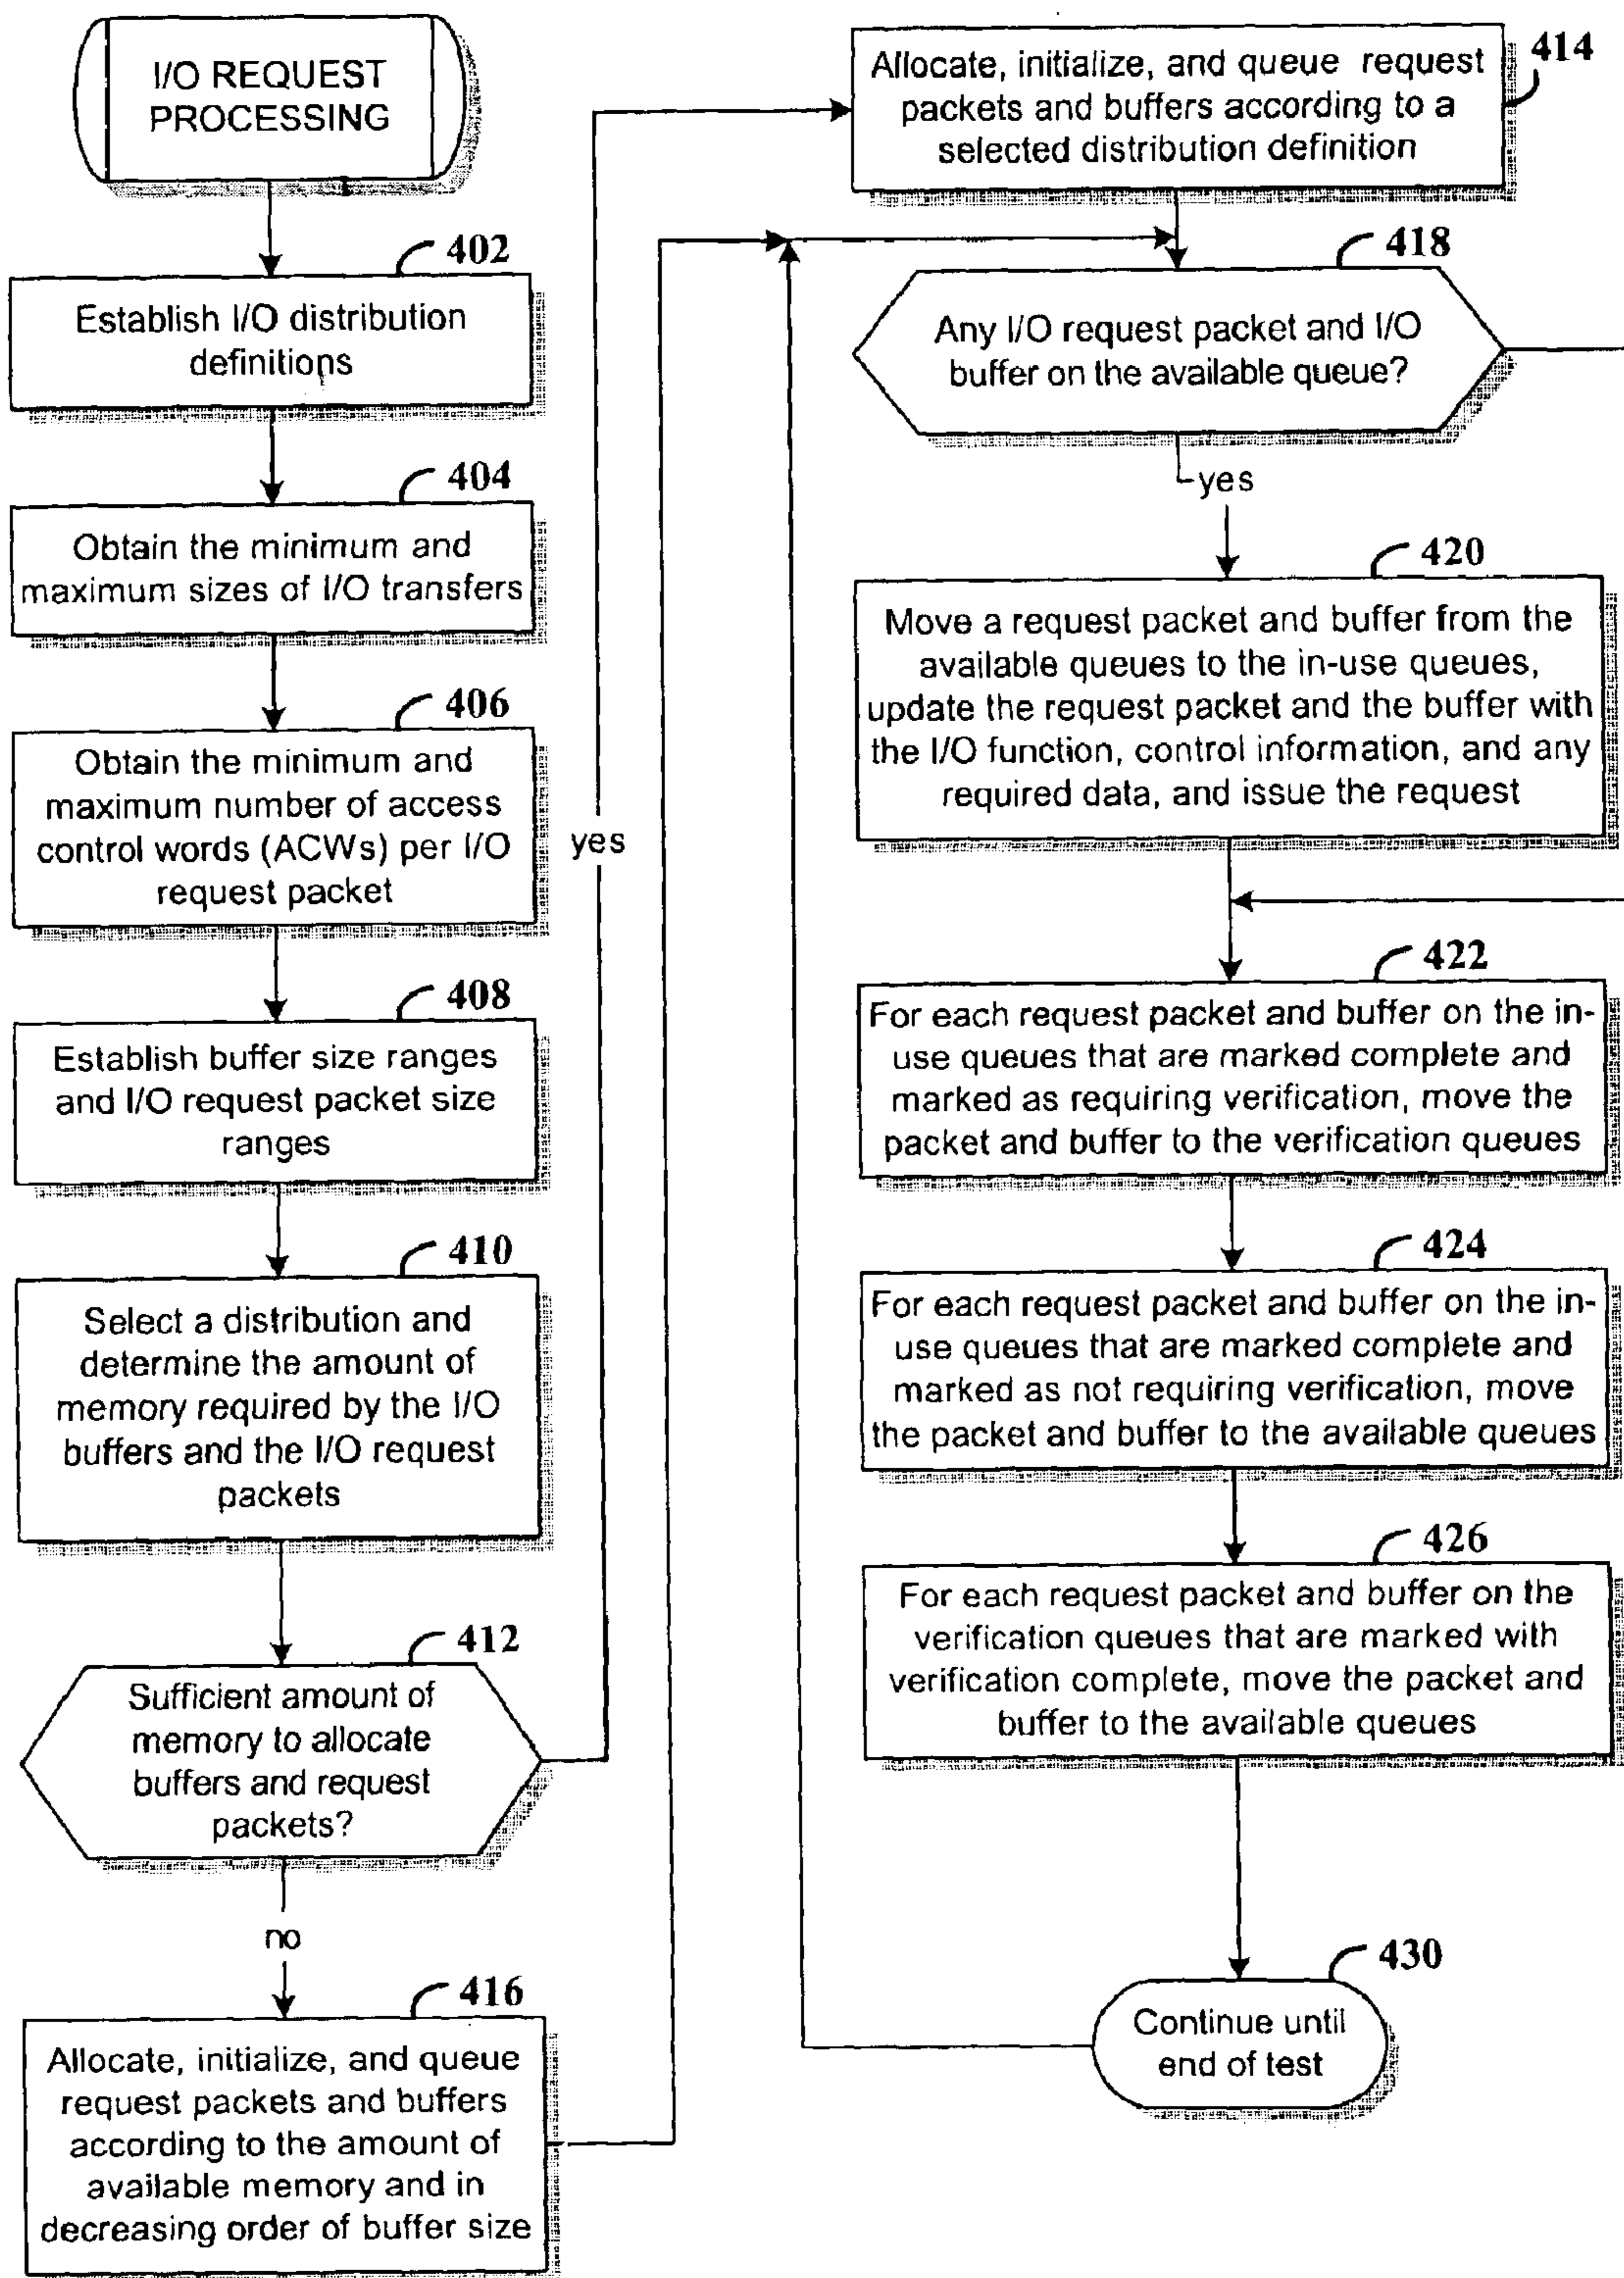 I/O REQUEST
PROCESSING
402
Establish I/O distribution
definitions
404
Obtain the minimum and
maximum sizes of I/O transfers
406
Obtain the minimum and
maximum number of access
control words (ACWs) per I/O
request packet
408
Establish buffer size ranges
and I/O request packet size
ranges
410
Select a distribution and
determine the amount of
memory required by the I/O
buffers and the I/O request
packets
412
Sufficient amount of
memory to allocate
buffers and request
packets?
yes
no
416
Allocate, initialize, and queue
request packets and buffers
according to the amount of
available memory and in
decreasing order of buffer size
414
Allocate, initialize, and queue request
packets and buffers according to a
selected distribution definition
418
Any I/O request packet and I/O
buffer on the available queue?
yes
420
Move a request packet and buffer from the
available queues to the in-use queues,
update the request packet and the buffer with
the I/O function, control information, and any
required data, and issue the request
422
For each request packet and buffer on the in-
use queues that are marked complete and
marked as requiring verification, move the
packet and buffer to the verification queues
424
For each request packet and buffer on the in-
use queues that are marked complete and
marked as not requiring verification, move
the packet and buffer to the available queues
426
For each request packet and buffer on the
verification queues that are marked with
verification complete, move the packet and
buffer to the available queues
430
Continue until
end of test